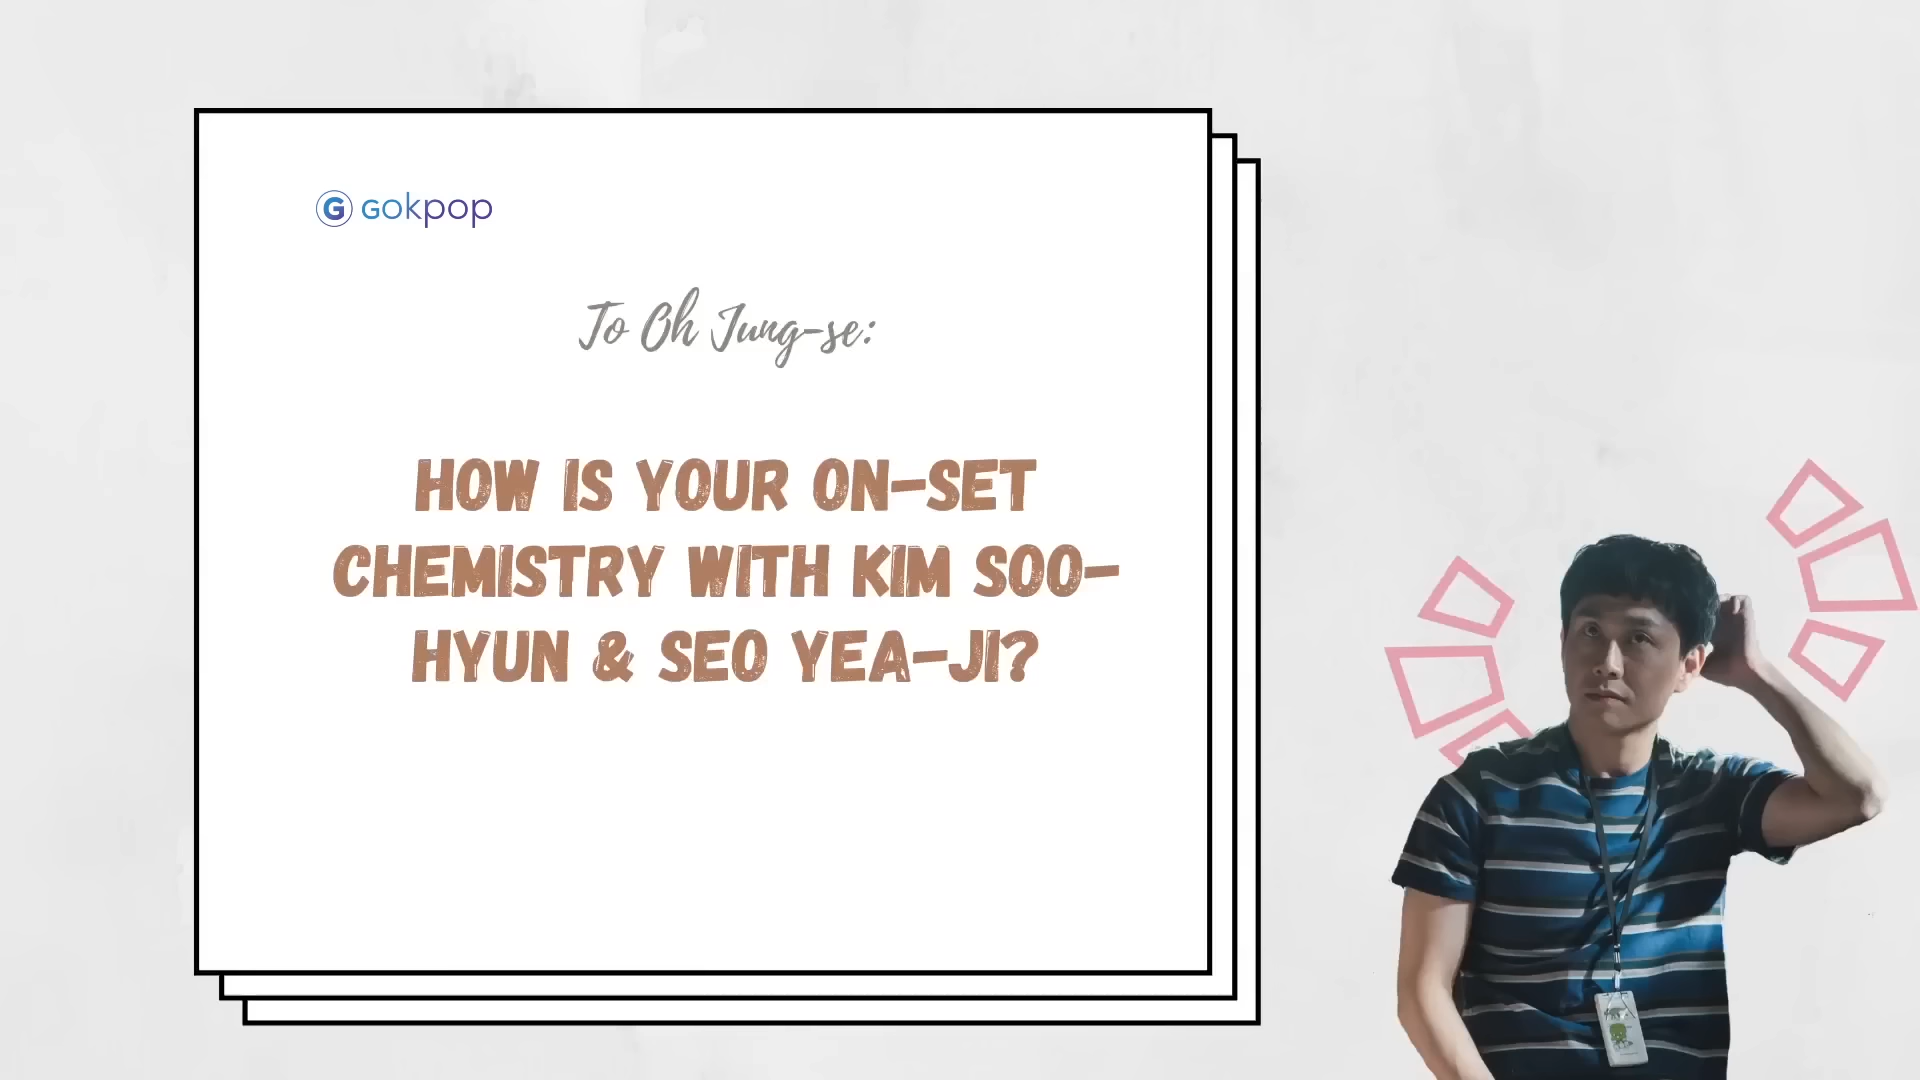 G GOKPOP
To Oh Jung-se:
HOW IS YOUR ON-SET
CHEMISTRY WITH KIM SOO-
HYUN & SEO YEA-JI?